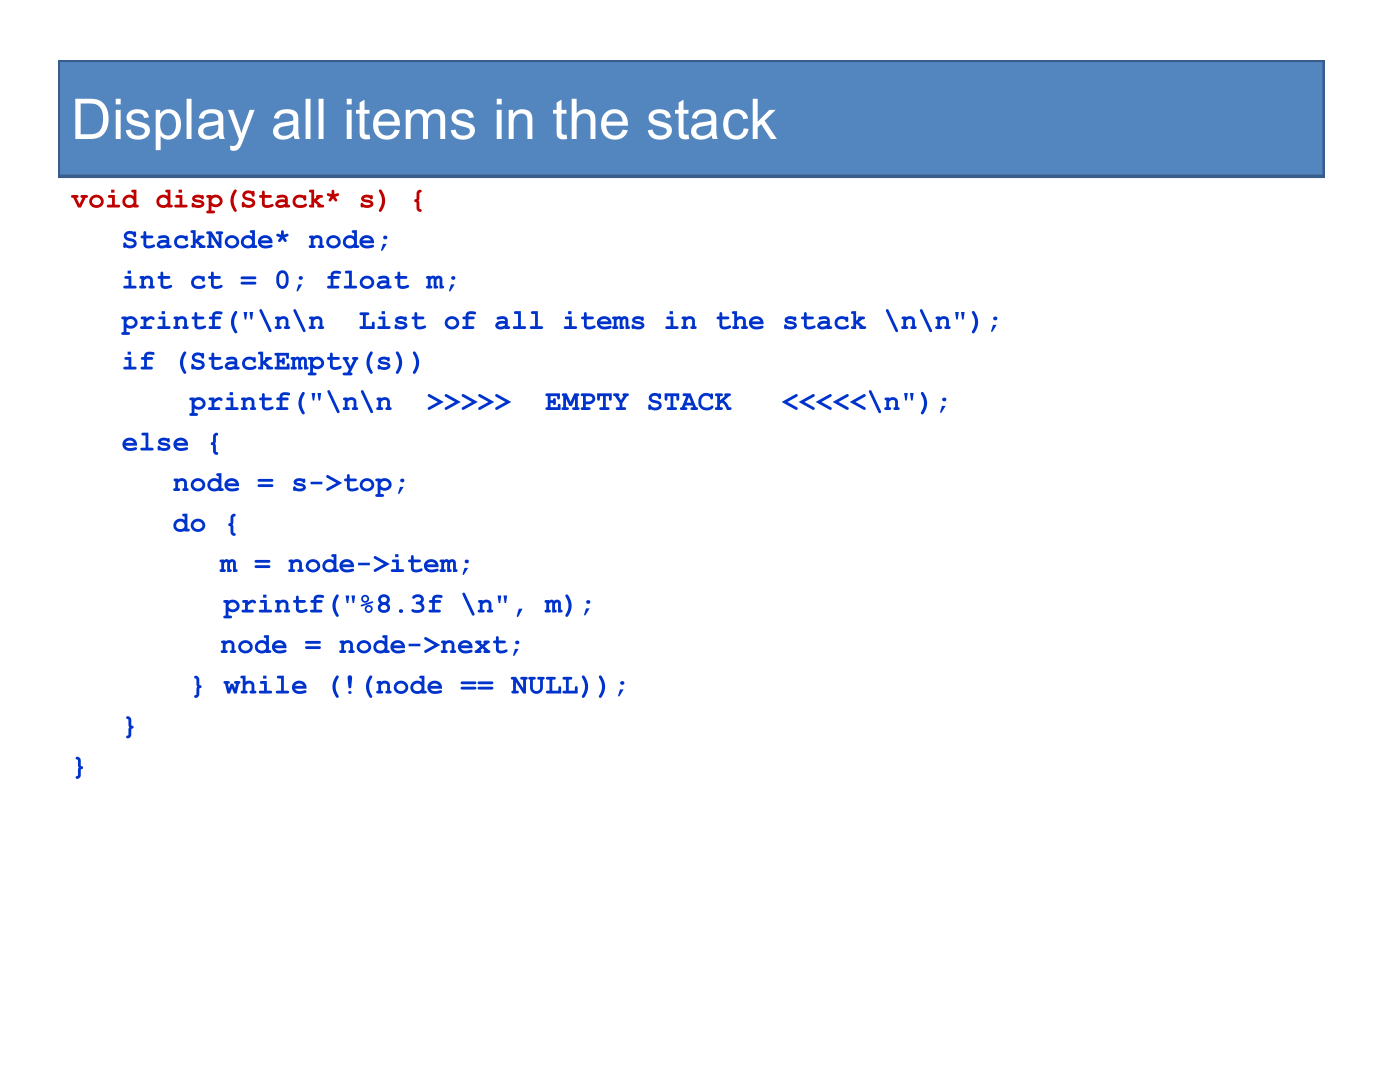 Display all items in the stack
void disp(Stack* s) {
   StackNode* node;
   int ct = 0; float m;
   printf("\n\n  List of all items in the stack \n\n");
   if (StackEmpty(s))
       printf("\n\n  >>>>>  EMPTY STACK   <<<<<\n");
   else {
      node = s->top;
      do {
         m = node->item;
         printf("%8.3f \n", m);
         node = node->next;
       } while (!(node == NULL));
   }
}